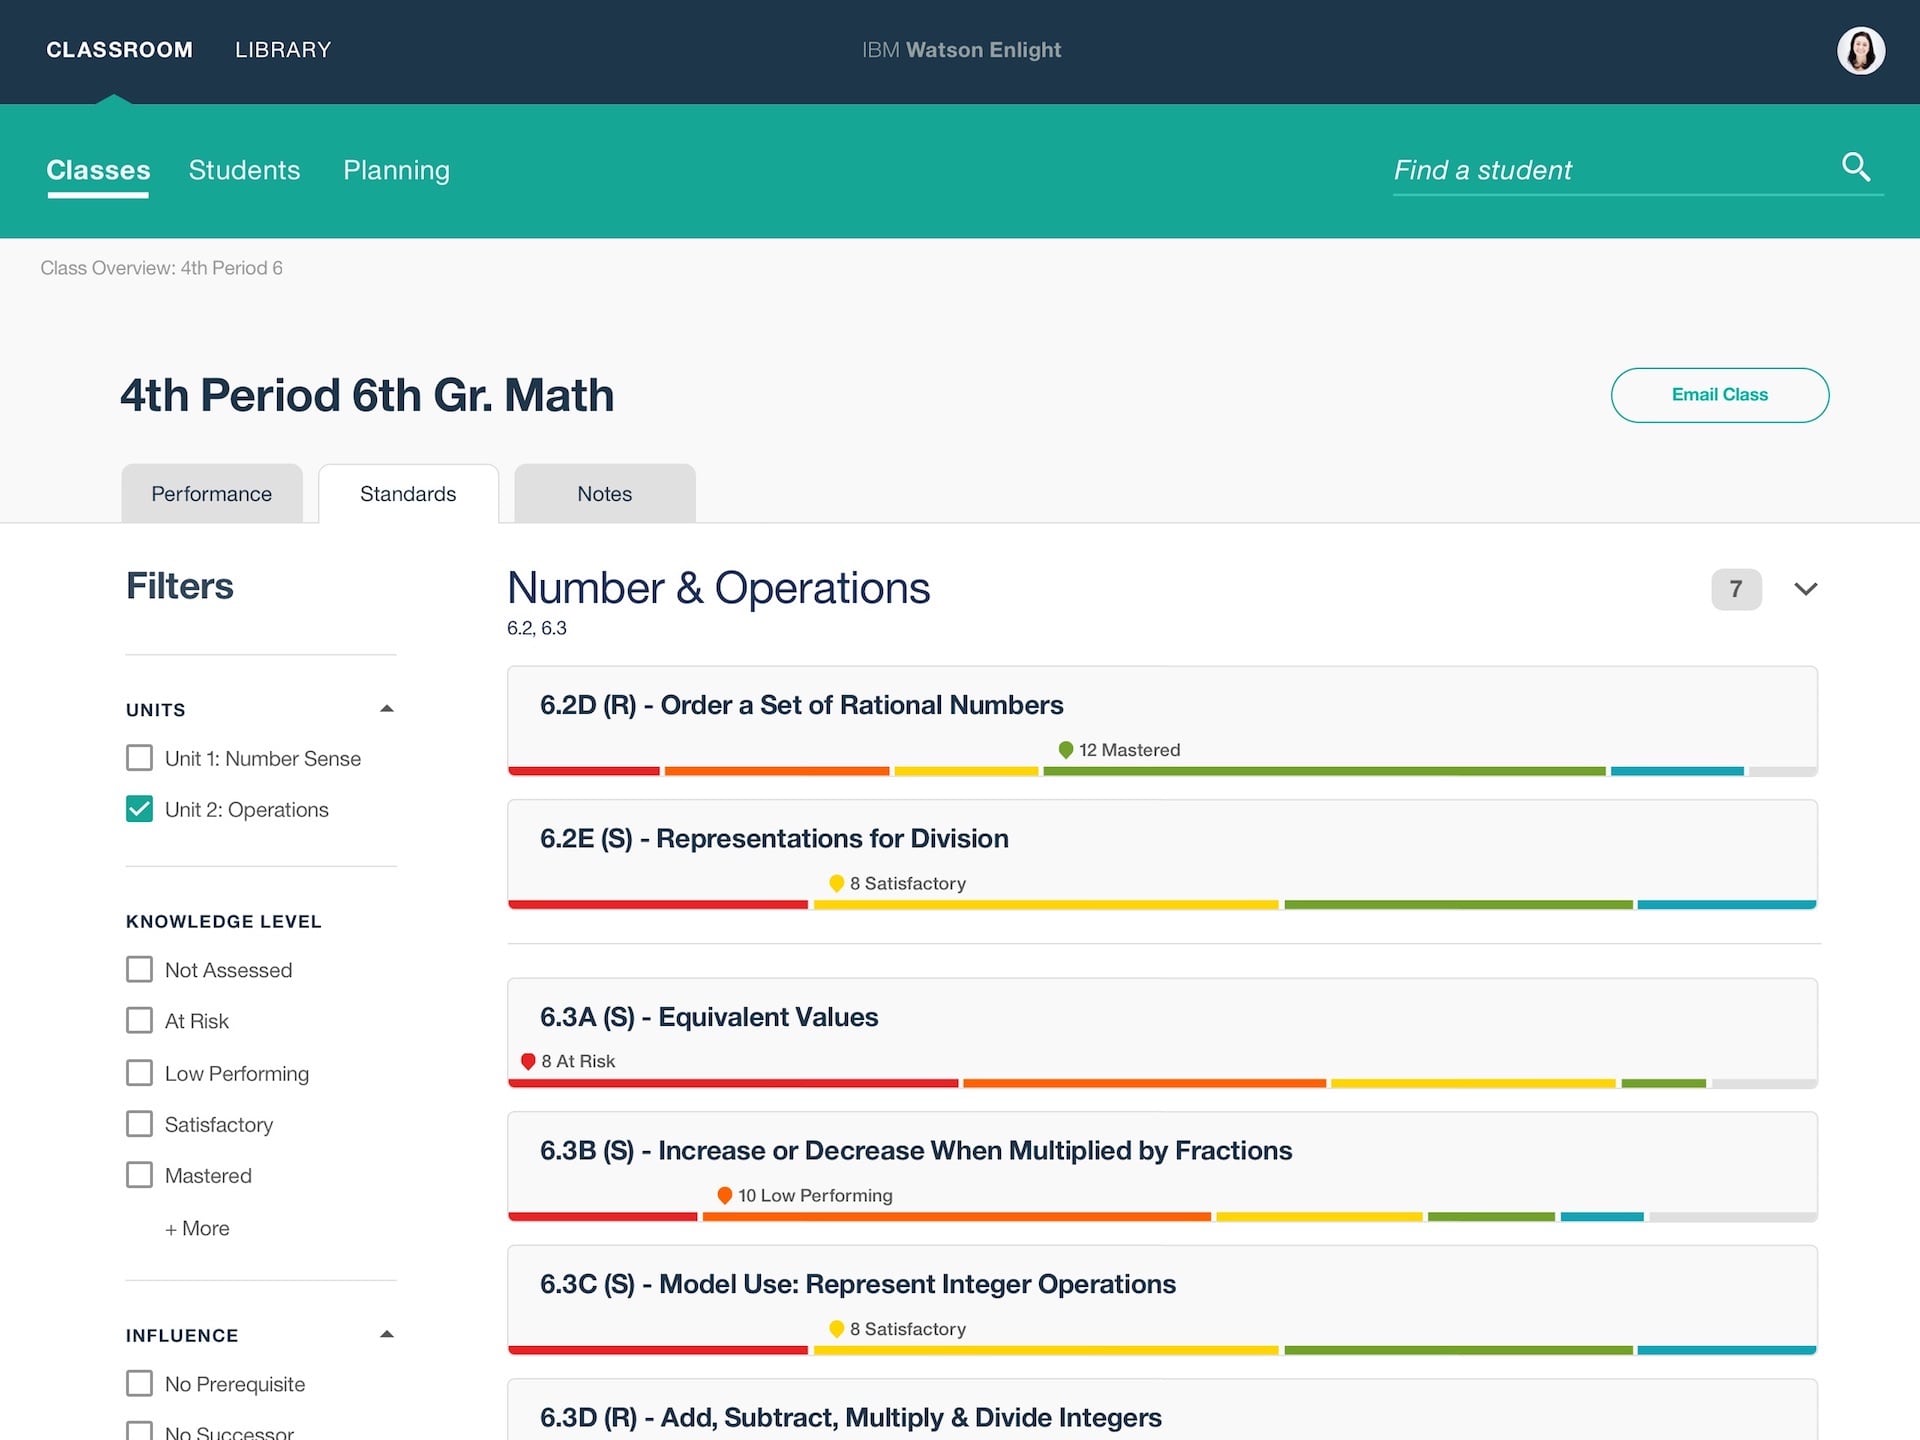 CLASSROOM LIBRARY IBM Watson Enlight
Classes Students Planning Find a student
Class Overview: 4th Period 6
4th Period 6th Gr. Math Email Class
Performance Standards Notes
Filters
UNITS
Unit 1: Number Sense
Unit 2: Operations
KNOWLEDGE LEVEL
Not Assessed
At Risk
Low Performing
Satisfactory
Mastered
+ More
INFLUENCE
No Prerequisite
No Successor
Number & Operations 7
6.2, 6.3
6.2D (R) - Order a Set of Rational Numbers
12 Mastered
6.2E (S) - Representations for Division
8 Satisfactory
6.3A (S) - Equivalent Values
8 At Risk
6.3B (S) - Increase or Decrease When Multiplied by Fractions
10 Low Performing
6.3C (S) - Model Use: Represent Integer Operations
8 Satisfactory
6.3D (R) - Add, Subtract, Multiply & Divide Integers